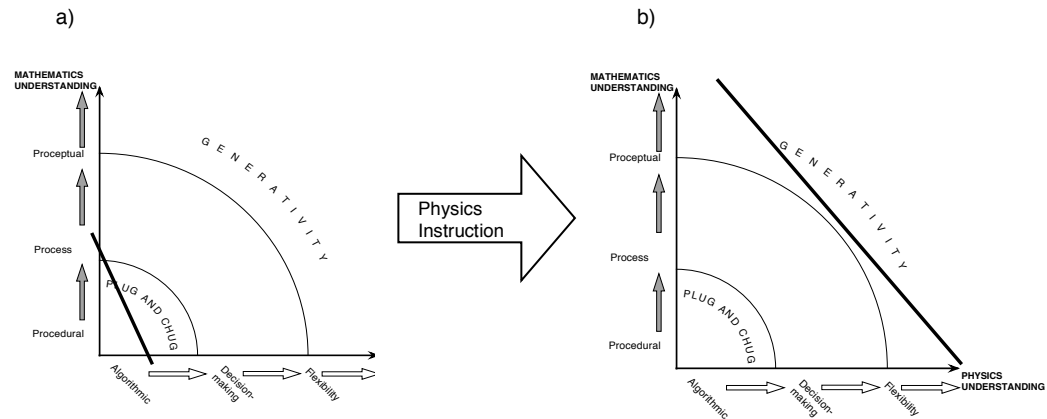 a)
MATHEMATICS
UNDERSTANDING
Proceptual
Process
Procedural
GENERATIVITY
PLUG AND CHUG
Algorithmic
Decision-
making
Flexibility
Physics
Instruction
b)
MATHEMATICS
UNDERSTANDING
Proceptual
Process
Procedural
GENERATIVITY
PLUG AND CHUG
Algorithmic
Decision-
making
Flexibility
PHYSICS
UNDERSTANDING